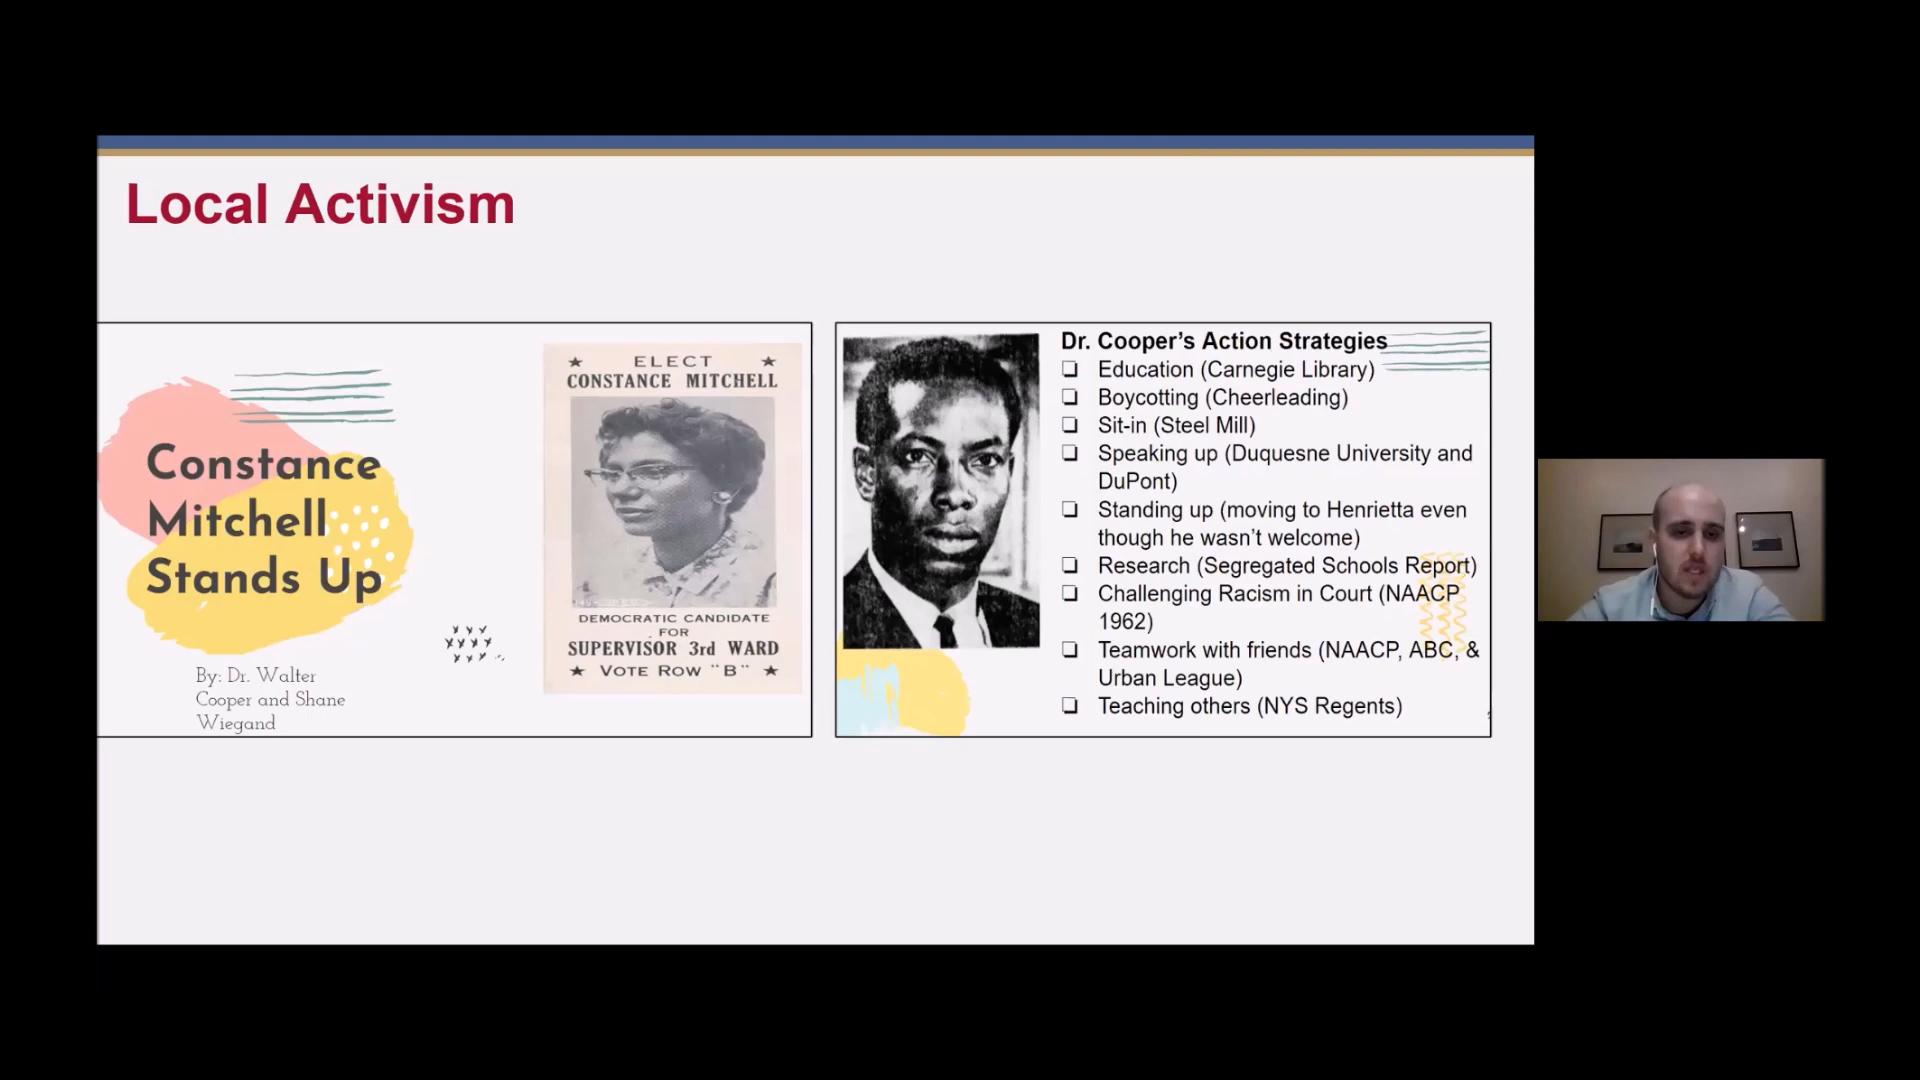 Local Activism
Constance
Mitchell
Stands Up
By: Dr. Walter
Cooper and Shane
Wiegand
★ ELECT ★
CONSTANCE MITCHELL
DEMOCRATIC CANDIDATE
FOR
SUPERVISOR 3rd WARD
★ VOTE ROW "B" ★
Dr. Cooper’s Action Strategies
❏ Education (Carnegie Library)
❏ Boycotting (Cheerleading)
❏ Sit-in (Steel Mill)
❏ Speaking up (Duquesne University and
DuPont)
❏ Standing up (moving to Henrietta even
though he wasn’t welcome)
❏ Research (Segregated Schools Report)
❏ Challenging Racism in Court (NAACP
1962)
❏ Teamwork with friends (NAACP, ABC, &
Urban League)
❏ Teaching others (NYS Regents)